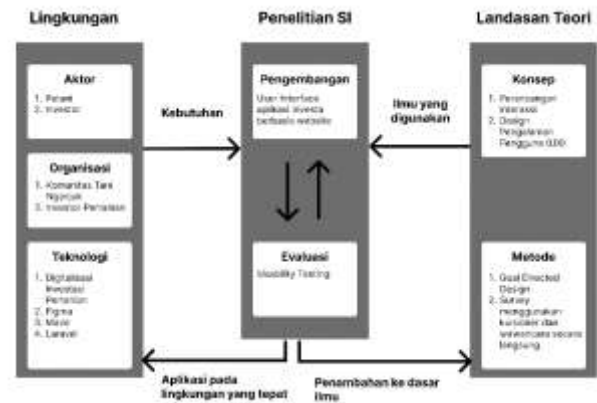 Lingkungan
Penelitian SI
Landasan Teori
Aktor
1. Petani
2. Investor
Organisasi
1. Komunitas Tani
Nganjuk
2. Investor Pertanian
Teknologi
1. Digitalisasi
Investasi
Pertanian
2. Figma
3. Maze
4. Laravel
Kebutuhan
Pengembangan
User Interface
aplikasi investa
berbasis website
Evaluasi
Usability Testing
Ilmu yang
digunakan
Konsep
1. Perancangan
Interaksi
2. Design
Pengalaman
Pengguna (UX)
Metode
1. Goal Directed
Design
2. Survey
menggunakan
kuisioner dan
wawancara secara
langsung
Aplikasi pada
lingkungan yang tepat
Penambahan ke dasar
ilmu